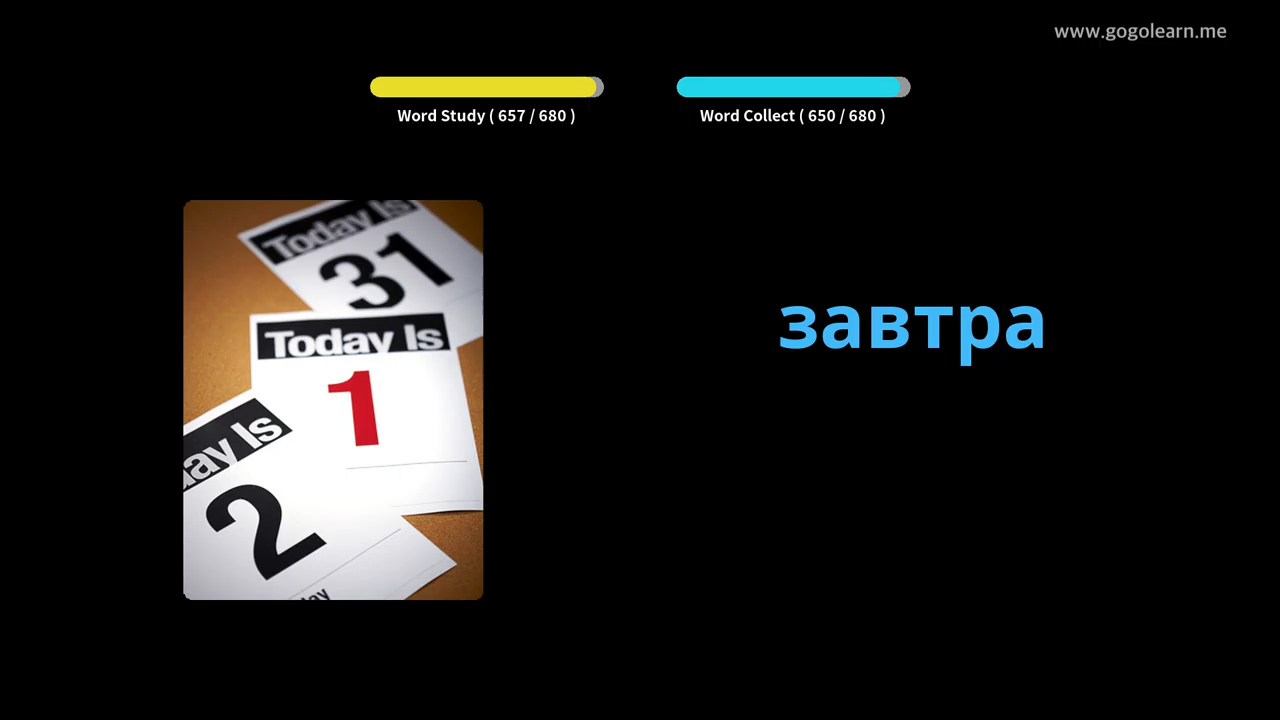 www.gogolearn.me
Word Study ( 657 / 680 )
Word Collect ( 650 / 680 )
Today Is
31
Today Is
1
ay Is
2
завтра